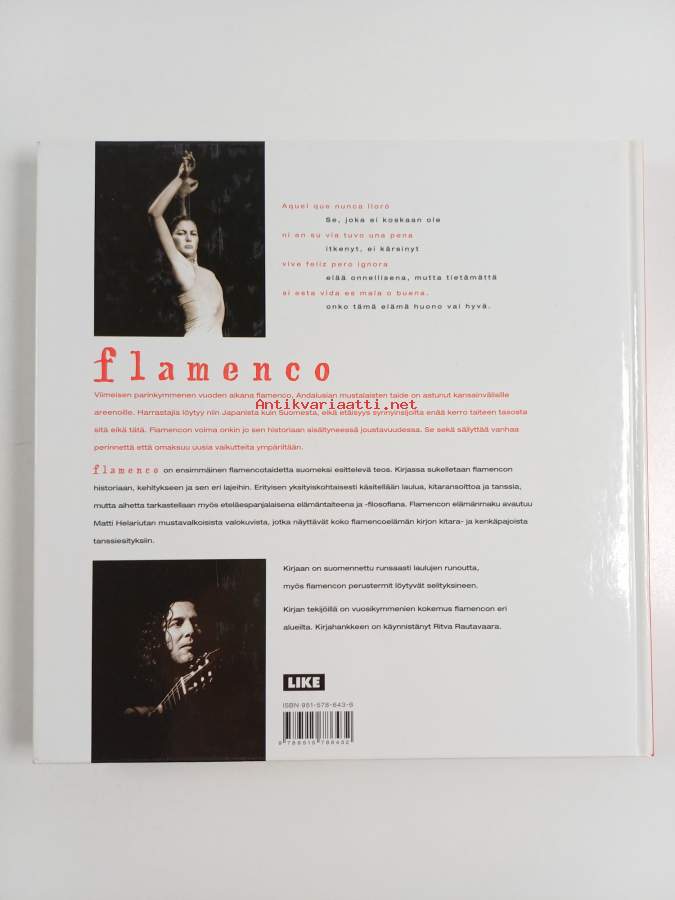 Aquel que nunca lloró
Se, joka ei koskaan ole
ni en su vía tuvo una pena
itkenyt, ei kärsinyt
vive feliz pero ignora
elää onnellisena, mutta tietämättä
si esta vida es mala o buena.
onko tämä elämä huono vai hyvä.
flamenco
Viimeisen parinkymmenen vuoden aikana flamenco, Andalusian mustalaisten taide on astunut kansainvälisille
Antikvariaatti.net
areenoille. Harrastajia löytyy niin Japanista kuin Suomesta, eikä etäisyys synnyinsijoilta enää kerro taiteen tasosta
sitä eikä tätä. Flamencon voima onkin jo sen historiaan sisältyneessä joustavuudessa. Se sekä säilyttää vanhaa
perinnettä että omaksuu uusia vaikutteita ympäriltään.
flamenco on ensimmäinen flamencotaidetta suomeksi esittelevä teos. Kirjassa sukelletaan flamencon
historiaan, kehitykseen ja sen eri lajeihin. Erityisen yksityiskohtaisesti käsitellään laulua, kitaransoittoa ja tanssia,
mutta aihetta tarkastellaan myös eteläespanjalaisena elämäntaiteena ja -filosofiana. Flamencon elämänmaku avautuu
Matti Helariutan mustavalkoisista valokuvista, jotka näyttävät koko flamencoelämän kirjon kitara- ja kenkäpajoista
tanssiesityksiin.
Kirjaan on suomennettu runsaasti laulujen runoutta,
myös flamencon perustermit löytyvät selityksineen.
Kirjan tekijöillä on vuosikymmenien kokemus flamencon eri
alueilta. Kirjahankkeen on käynnistänyt Ritva Rautavaara.
LIKE
ISBN 951-578-643-6
9 789515 786432